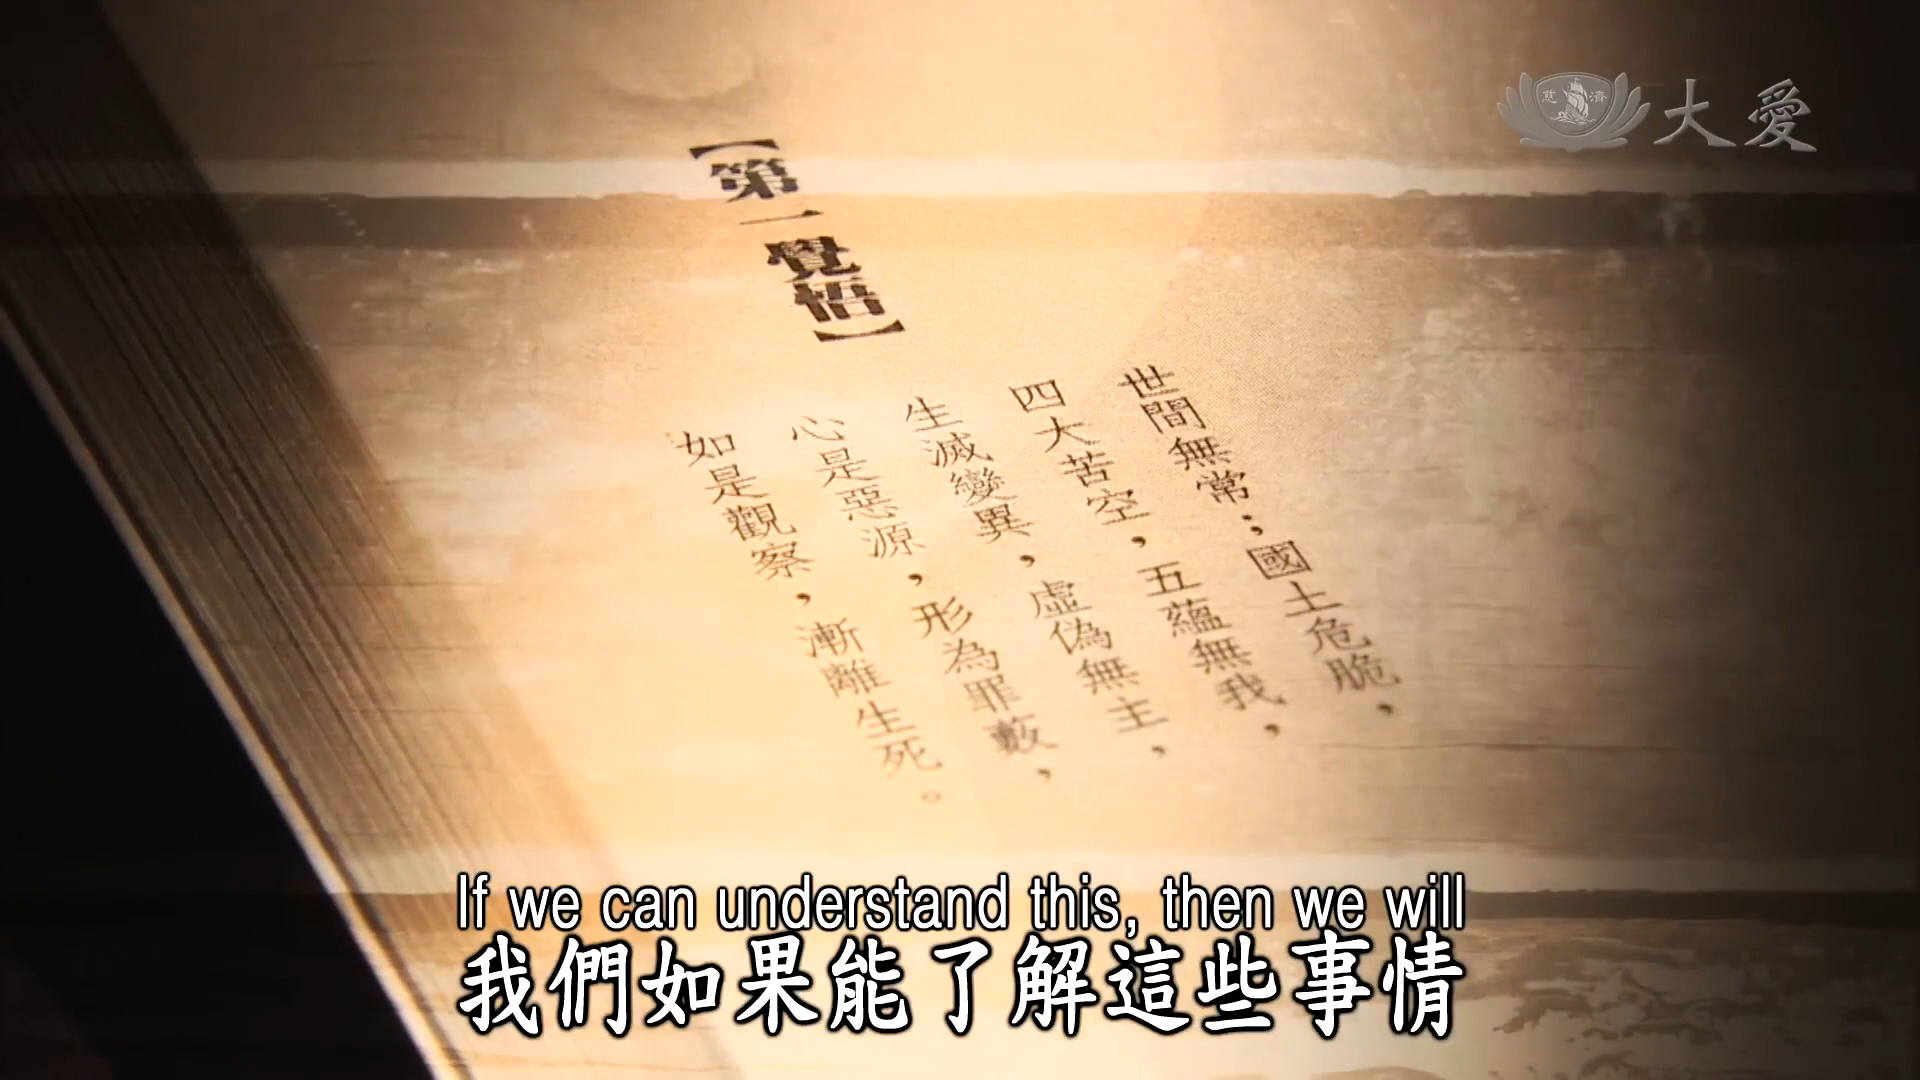 慈濟
大愛
【第一覺悟】
世間無常；國土危脆，
四大苦空，五蘊無我，
生滅變異，虛偽無主，
心是惡源，形為罪藪，
如是觀察，漸離生死。
If we can understand this, then we will
我們如果能了解這些事情